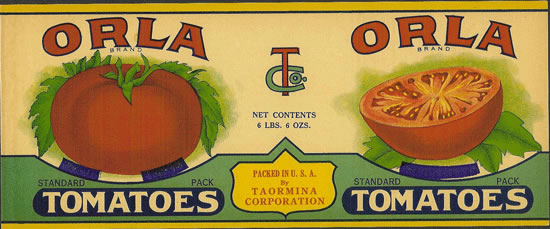 ORLA
BRAND
STANDARD PACK
TOMATOES
T C Co.
NET CONTENTS
6 LBS. 6 OZS.
PACKED IN U. S. A.
By
TAORMINA
CORPORATION
ORLA
BRAND
STANDARD PACK
TOMATOES